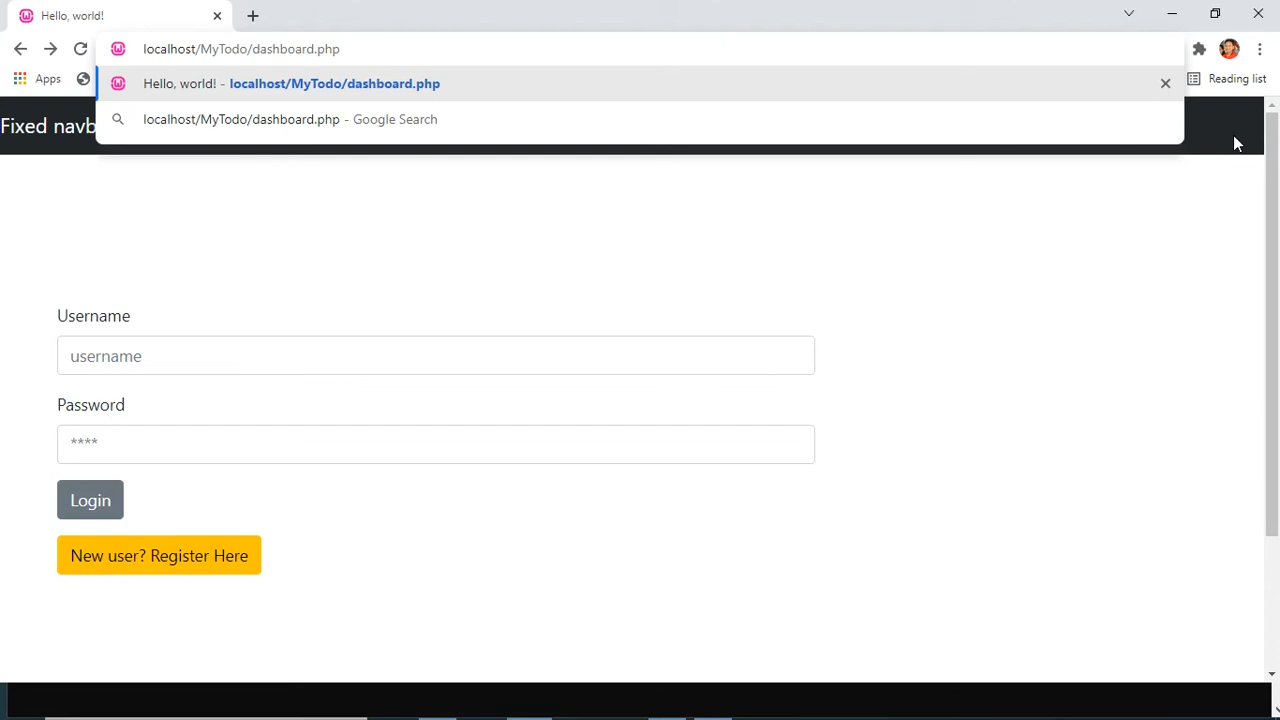 Hello, world!
localhost/MyTodo/dashboard.php
Apps
Hello, world! - localhost/MyTodo/dashboard.php
Reading list
localhost/MyTodo/dashboard.php - Google Search
Fixed navb
Username
username
Password
****
Login
New user? Register Here